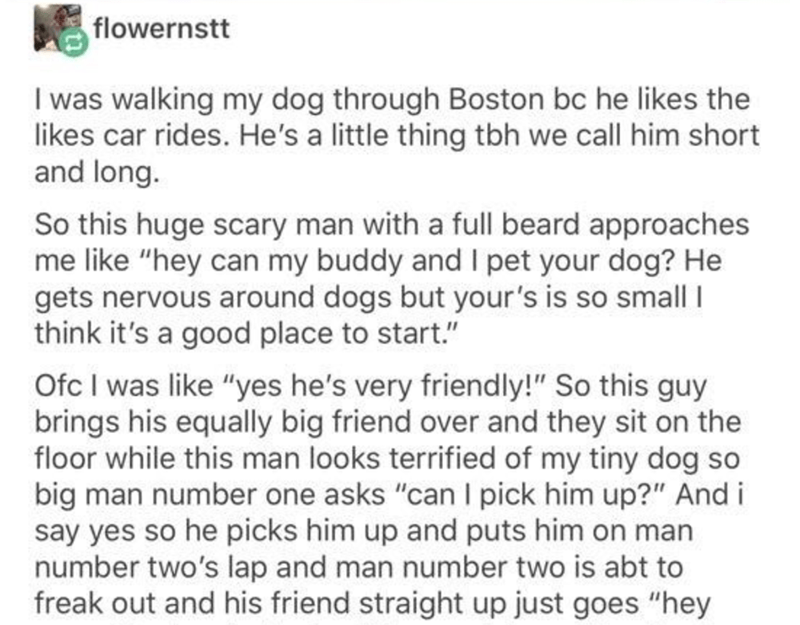 flowernstt
I was walking my dog through Boston bc he likes the
likes car rides. He's a little thing tbh we call him short
and long.
So this huge scary man with a full beard approaches
me like "hey can my buddy and I pet your dog? He
gets nervous around dogs but your's is so small I
think it's a good place to start."
Ofc I was like "yes he's very friendly!" So this guy
brings his equally big friend over and they sit on the
floor while this man looks terrified of my tiny dog so
big man number one asks "can I pick him up?" And i
say yes so he picks him up and puts him on man
number two's lap and man number two is abt to
freak out and his friend straight up just goes "hey